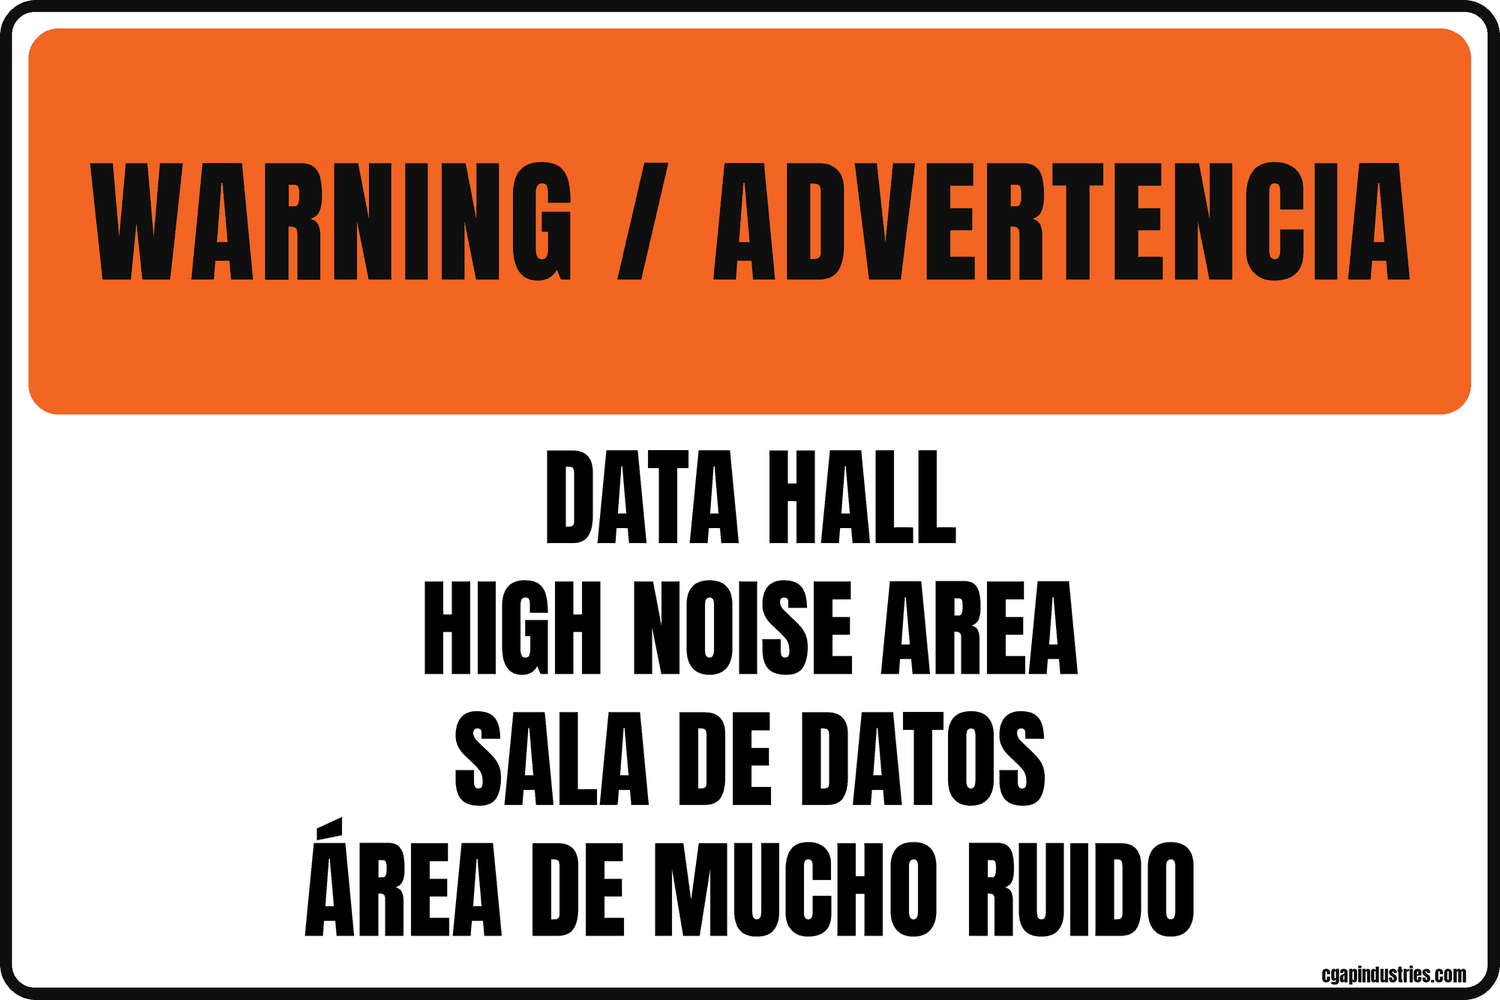 WARNING / ADVERTENCIA
DATA HALL
HIGH NOISE AREA
SALA DE DATOS
ÁREA DE MUCHO RUIDO
cgapindustries.com